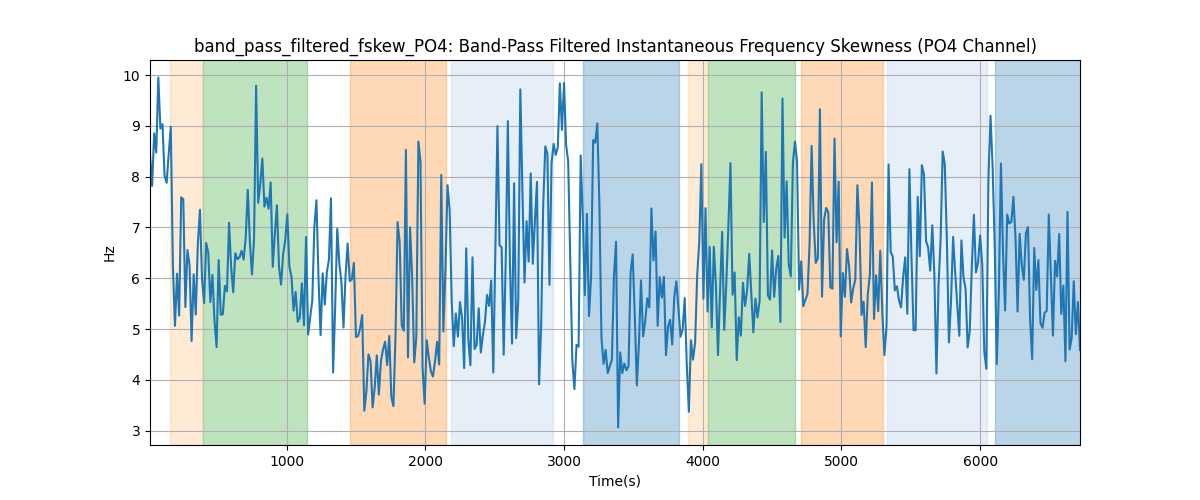 band_pass_filtered_fskew_PO4: Band-Pass Filtered Instantaneous Frequency Skewness (PO4 Channel)
10
9
8
7
6
5
4
3
Hz
1000 2000 3000 4000 5000 6000
Time(s)